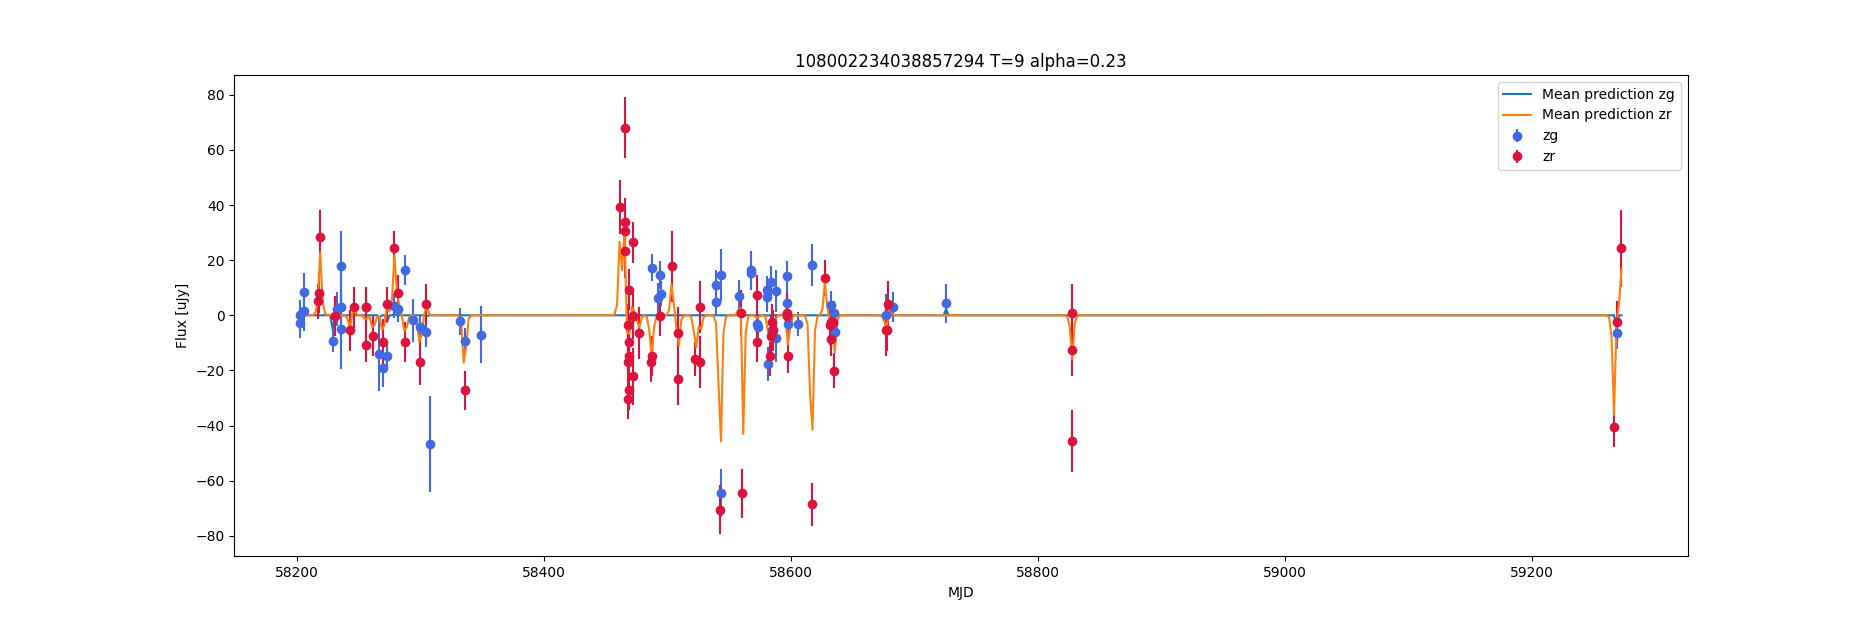 108002234038857294 T=9 alpha=0.23
Mean prediction zg
Mean prediction zr
zg
zr
80
60
40
20
0
−20
−40
−60
−80
Flux [uJy]
58200
58400
58600
58800
59000
59200
MJD